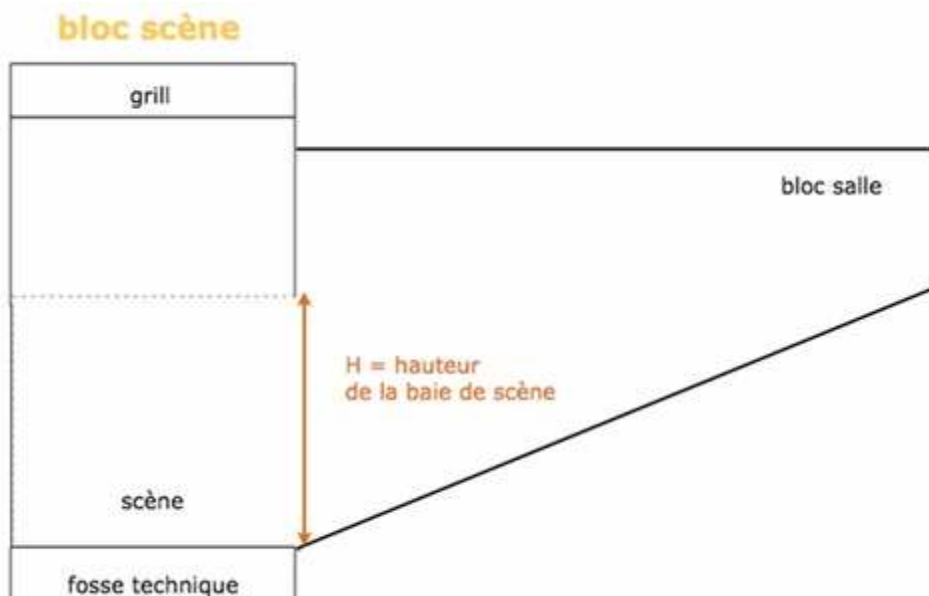 bloc scène
grill
bloc salle
H = hauteur
de la baie de scène
scène
fosse technique